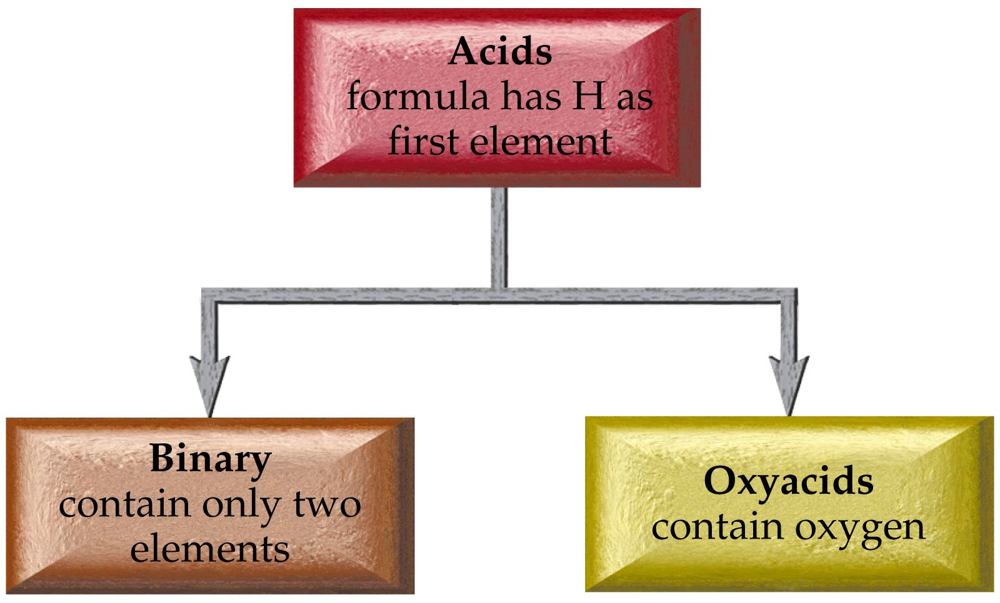 Acids
formula has H as
first element
Binary
contain only two
elements
Oxyacids
contain oxygen